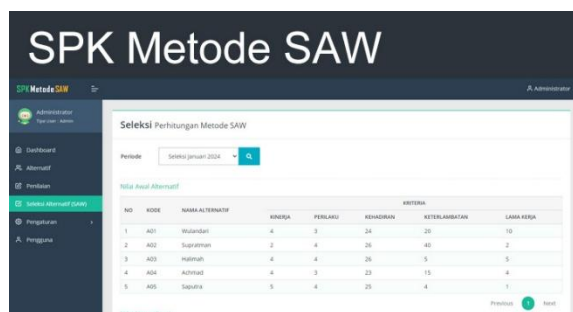 SPK Metode SAW
SPK Metode SAW
Administrator
Administrator
Tipe User : Admin
Dashboard
Alternatif
Penilaian
Seleksi Alternatif (SAW)
Pengaturan
Pengguna
Seleksi Perhitungan Metode SAW
Periode Seleksi Januari 2024
Nilai Awal Alternatif
NO KODE NAMA ALTERNATIF KRITERIA
KINERJA PERILAKU KEHADIRAN KETERLAMBATAN LAMA KERJA
1 A01 Wulandari 4 3 24 20 10
2 A02 Supratman 2 4 26 40 2
3 A03 Halimah 4 4 26 5 5
4 A04 Achmad 4 3 23 15 4
5 A05 Saputra 5 4 25 4 1
Previous 1 Next